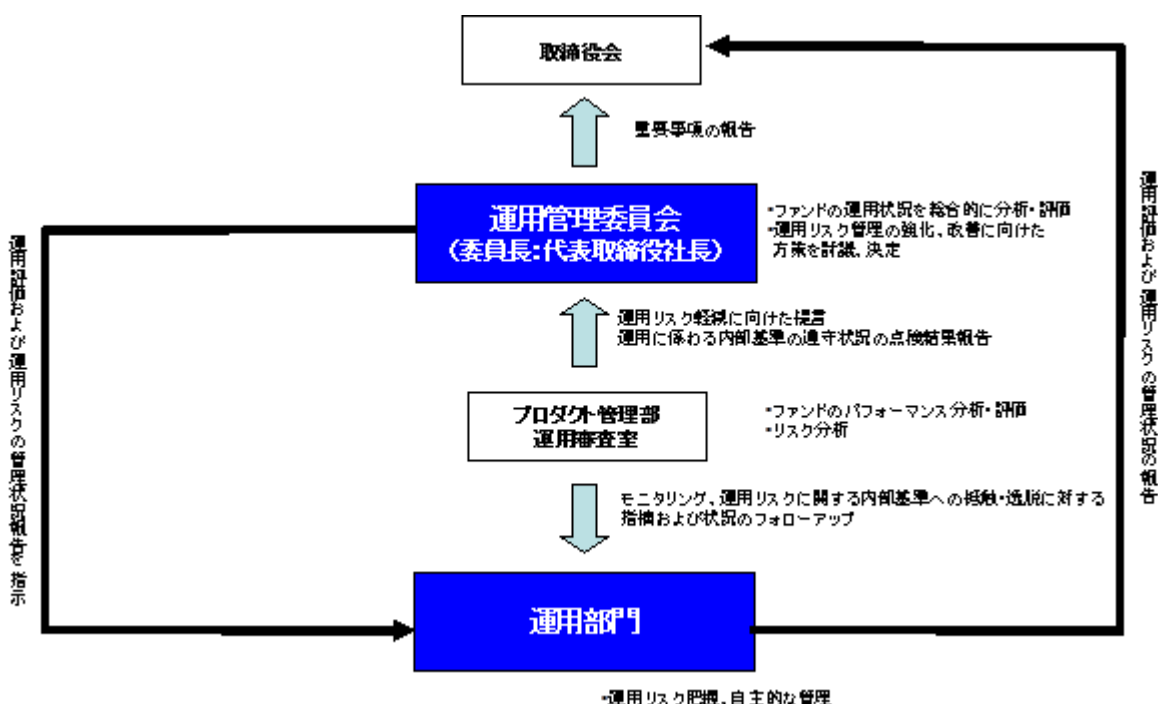 取締役会
重要事項の報告
運用管理委員会
(委員長:代表取締役社長)
・ファンドの運用状況を総合的に分析・評価
・運用リスク管理の強化、改善に向けた
方策を討議、決定
運用リスク軽減に向けた提言
運用に係わる内部基準の遵守状況の点検結果報告
プロダクト管理部
運用審査室
・ファンドのパフォーマンス分析・評価
・リスク分析
モニタリング、運用リスクに関する内部基準への抵触・逸脱に対する
指摘および状況のフォローアップ
運用部門
・運用リスク把握、自主的な管理
運用評価および運用リスクの管理状況報告を指示
運用評価および運用リスクの管理状況の報告